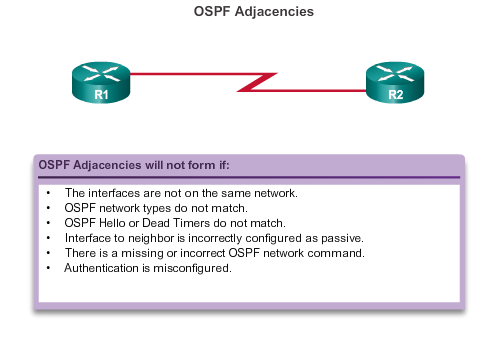 OSPF Adjacencies
R1 R2
OSPF Adjacencies will not form if:
• The interfaces are not on the same network.
• OSPF network types do not match.
• OSPF Hello or Dead Timers do not match.
• Interface to neighbor is incorrectly configured as passive.
• There is a missing or incorrect OSPF network command.
• Authentication is misconfigured.